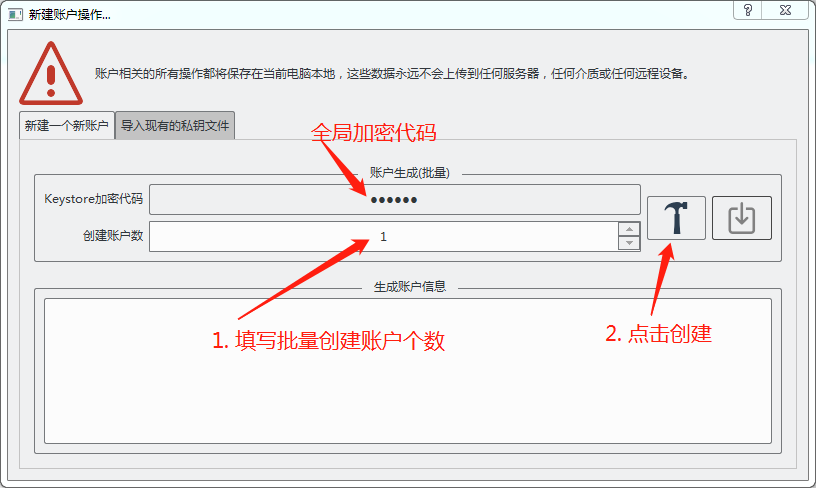 新建账户操作...
账户相关的所有操作都将保存在当前电脑本地，这些数据永远不会上传到任何服务器，任何介质或任何远程设备。
新建一个新账户 导入现有的私钥文件
全局加密代码
账户生成(批量)
Keystore加密代码 ●●●●●●
创建账户数 1
生成账户信息
1. 填写批量创建账户个数
2. 点击创建